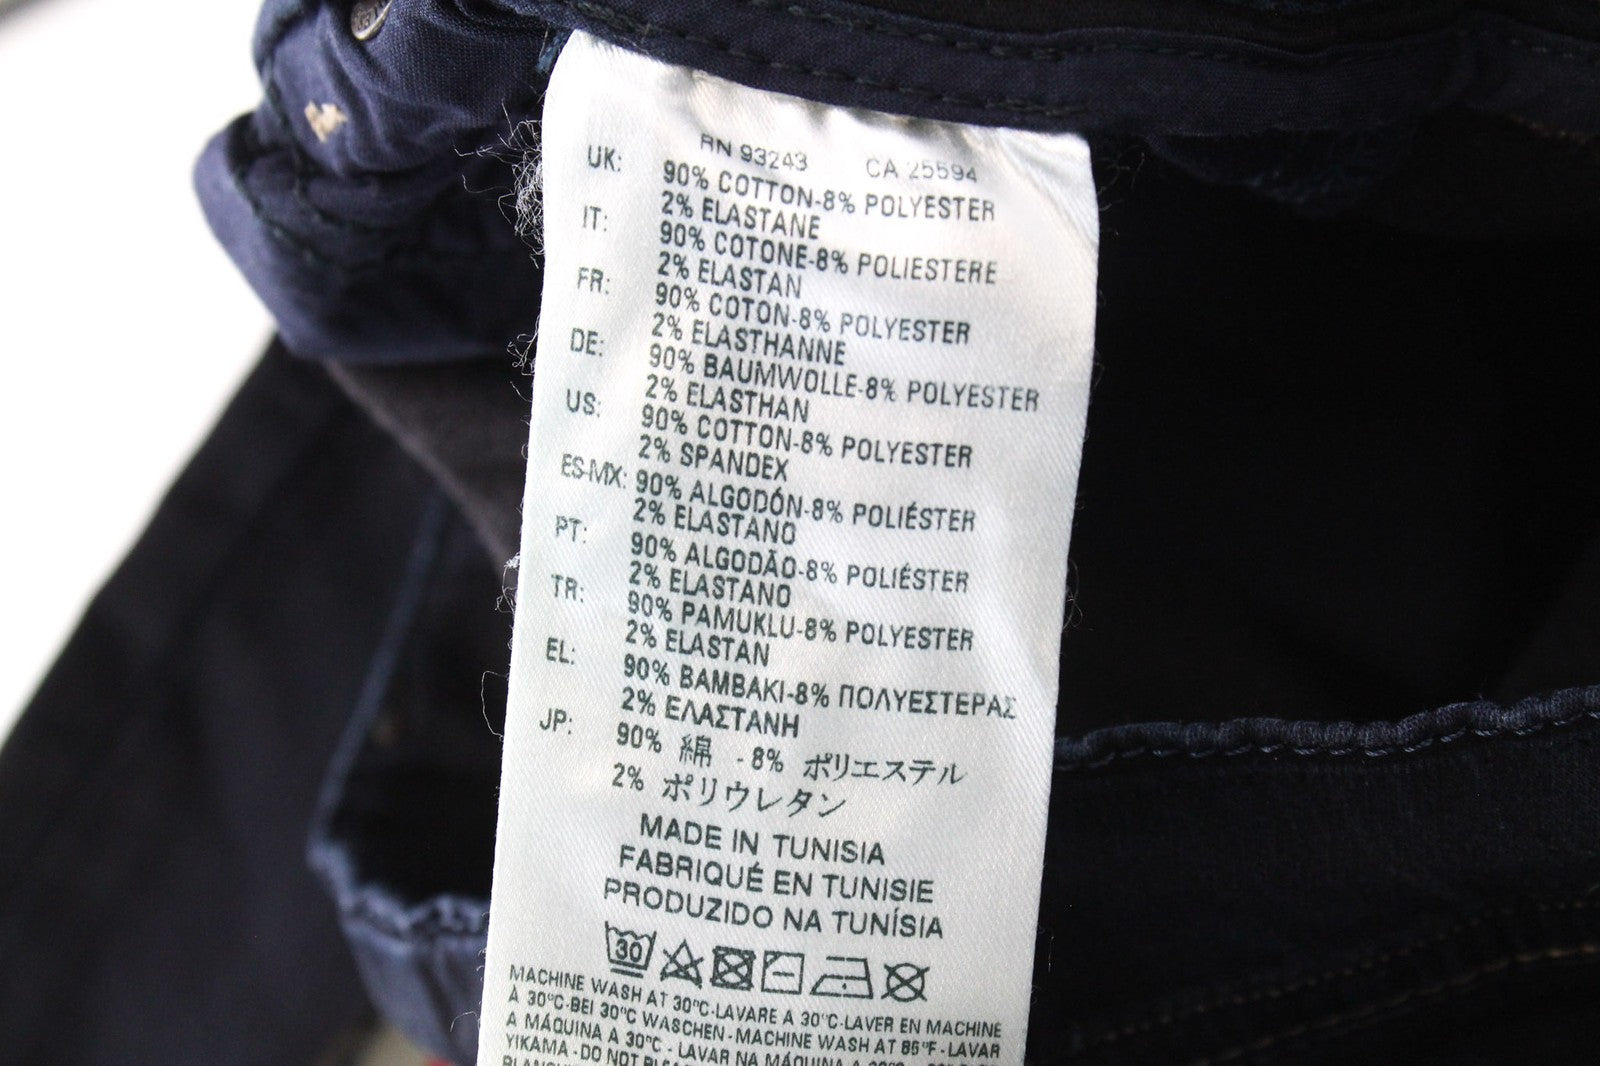 RN 93243 CA 25594
UK: 90% COTTON-8% POLYESTER
2% ELASTANE
IT: 90% COTONE-8% POLIESTERE
2% ELASTAN
FR: 90% COTON-8% POLYESTER
2% ELASTHANNE
DE: 90% BAUMWOLLE-8% POLYESTER
2% ELASTHAN
US: 90% COTTON-8% POLYESTER
2% SPANDEX
ES-MX: 90% ALGODÓN-8% POLIÉSTER
2% ELASTANO
PT: 90% ALGODÃO-8% POLIÉSTER
2% ELASTANO
TR: 90% PAMUKLU-8% POLYESTER
2% ELASTAN
EL: 90% ΒΑΜΒΑΚΙ-8% ΠΟΛΥΕΣΤΕΡΑΣ
2% ΕΛΑΣΤΑΝΗ
JP: 90% 綿 -8% ポリエステル
2% ポリウレタン
MADE IN TUNISIA
FABRIQUÉ EN TUNISIE
PRODUZIDO NA TUNÍSIA
30
MACHINE WASH AT 30°C-LAVARE A 30°C-LAVER EN MACHINE
À 30°C-BEI 30°C WASCHEN-MACHINE WASH AT 85°F-LAVAR
A MÁQUINA A 30°C - LAVAR NA MÁQUINA A 30°C
YIKAMA - DO NOT